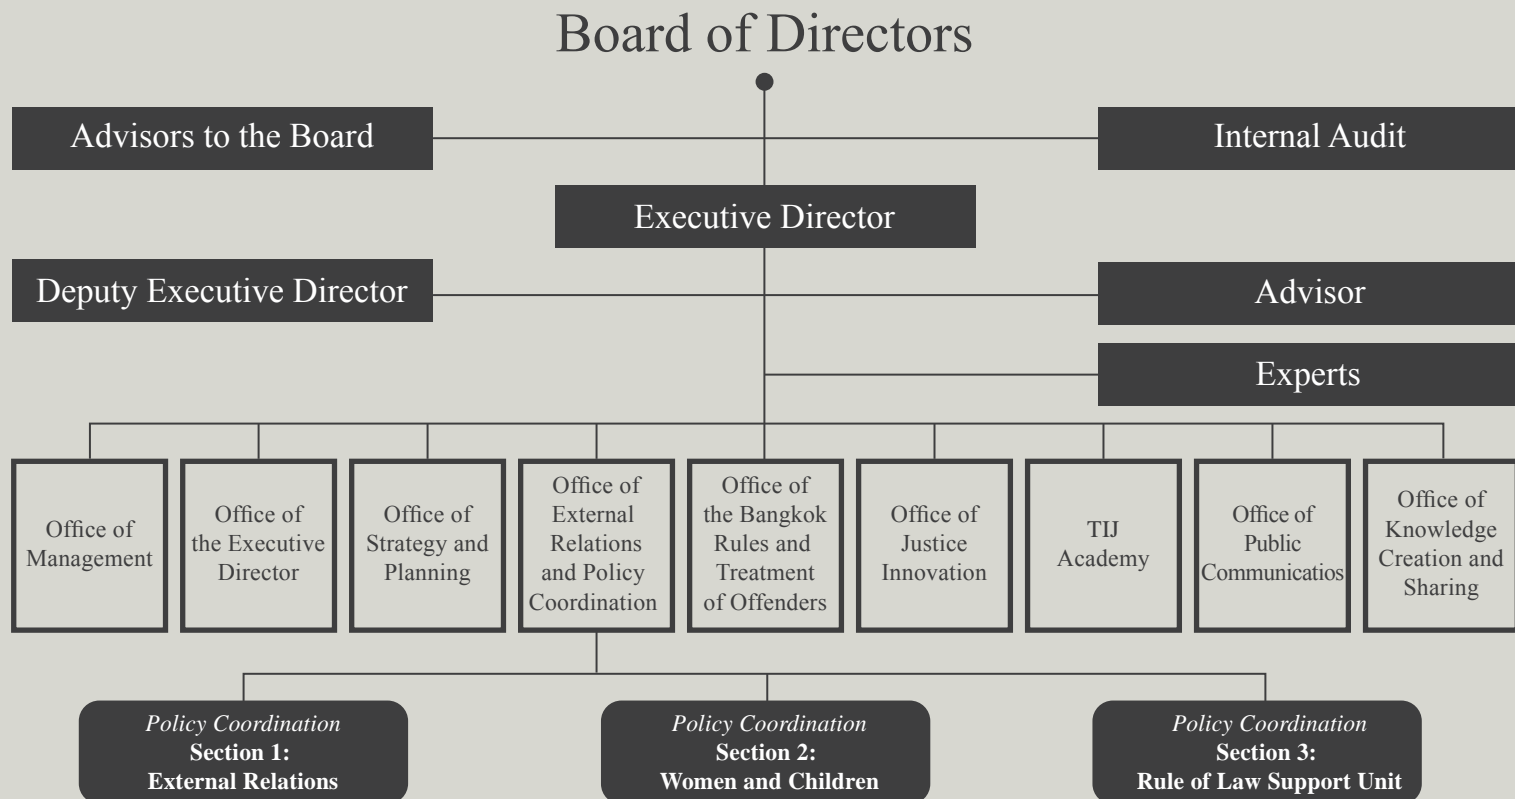 Board of Directors
Advisors to the Board
Internal Audit
Executive Director
Deputy Executive Director
Advisor
Experts
Office of
Management
Office of
the Executive
Director
Office of
Strategy and
Planning
Office of
External
Relations
and Policy
Coordination
Office of
the Bangkok
Rules and
Treatment
of Offenders
Office of
Justice
Innovation
TIJ
Academy
Office of
Public
Communicatios
Office of
Knowledge
Creation and
Sharing
Policy Coordination
Section 1:
External Relations
Policy Coordination
Section 2:
Women and Children
Policy Coordination
Section 3:
Rule of Law Support Unit